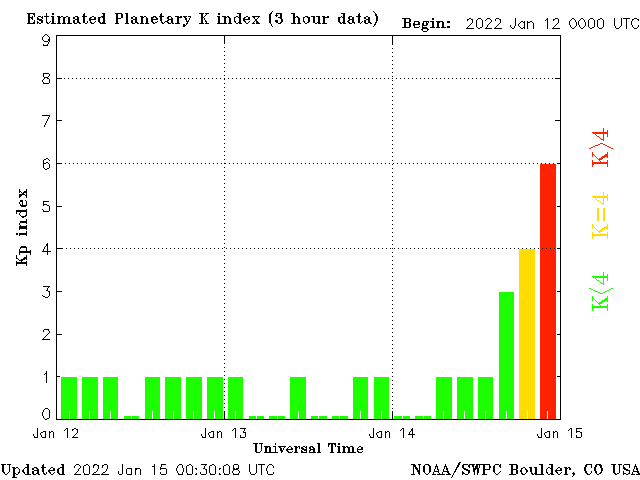 Estimated Planetary K index (3 hour data)
Begin: 2022 Jan 12 0000 UTC
9
8
7
6
5
4
3
2
1
0
Kp index
K>4
K=4
K<4
Jan 12
Jan 13
Jan 14
Jan 15
Universal Time
Updated 2022 Jan 15 00:30:08 UTC
NOAA/SWPC Boulder, CO USA